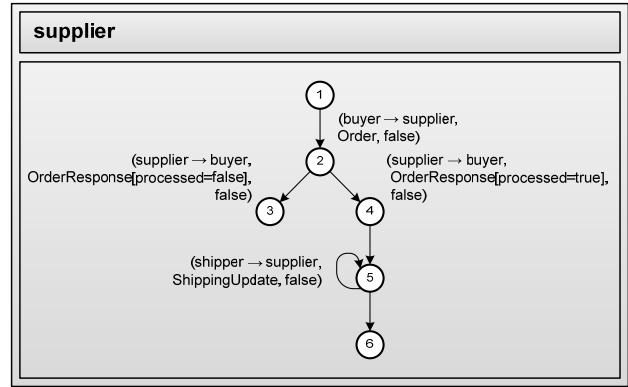 supplier
1
(buyer → supplier,
Order, false)
2
(supplier → buyer,
OrderResponse[processed=false],
false)
(supplier → buyer,
OrderResponse[processed=true],
false)
3
4
(shipper → supplier,
ShippingUpdate, false)
5
6